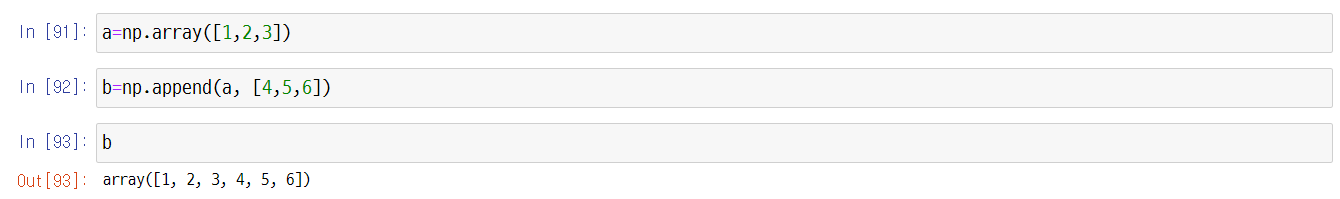 In [91]: a=np.array([1,2,3])
In [92]: b=np.append(a, [4,5,6])
In [93]: b
Out[93]: array([1, 2, 3, 4, 5, 6])